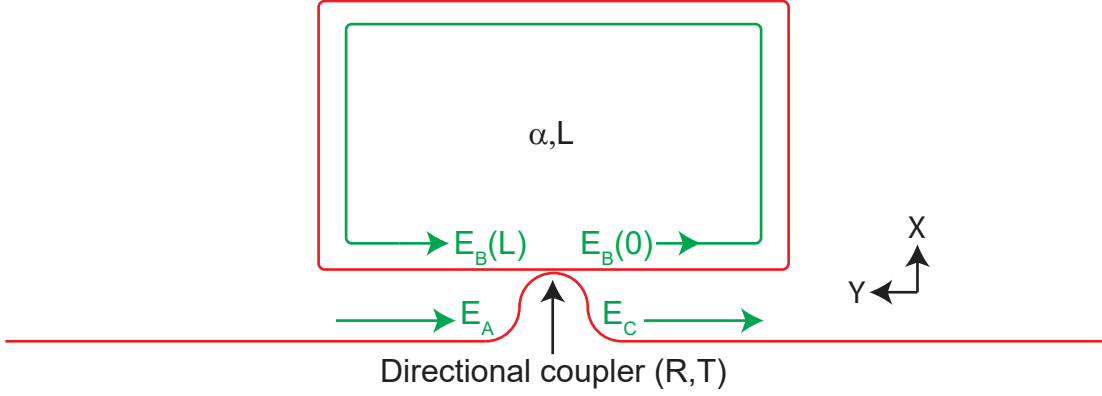 α,L
E_B(L) E_B(0)
X
Y
E_A E_C
Directional coupler (R,T)